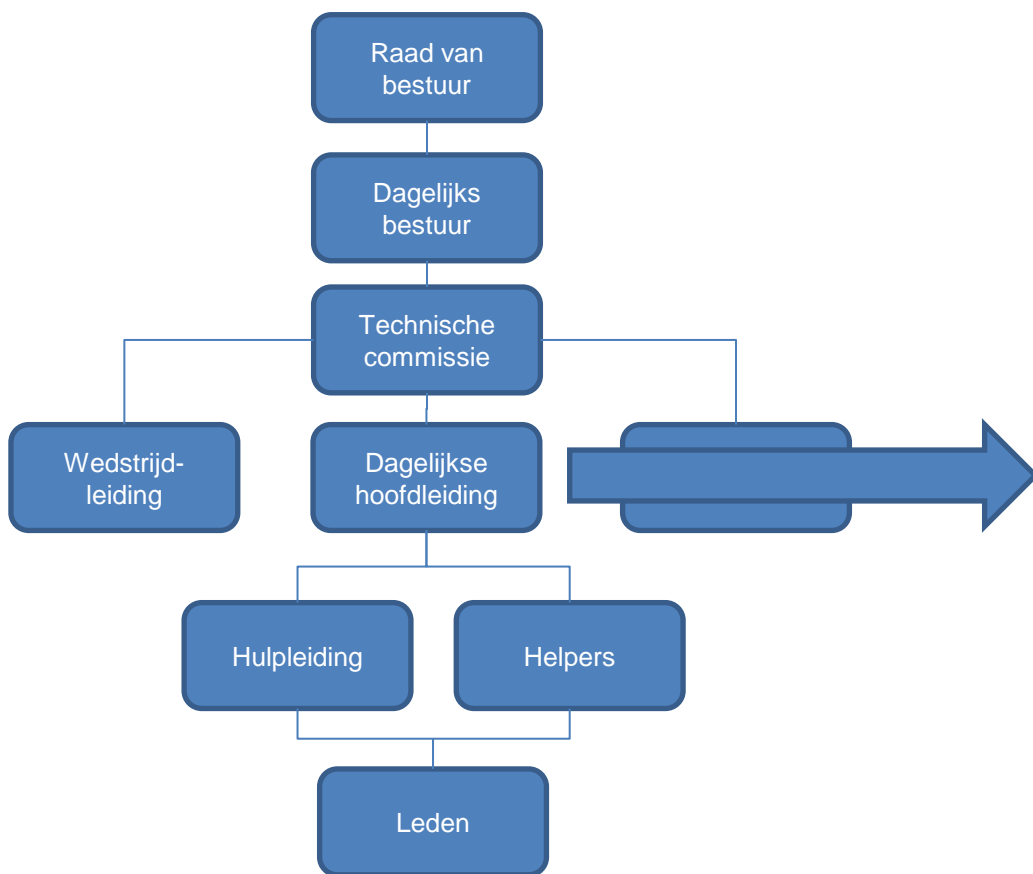 Raad van
bestuur
Dagelijks
bestuur
Technische
commissie
Wedstrijd-
leiding
Dagelijkse
hoofdleiding
Hulpleiding
Helpers
Leden